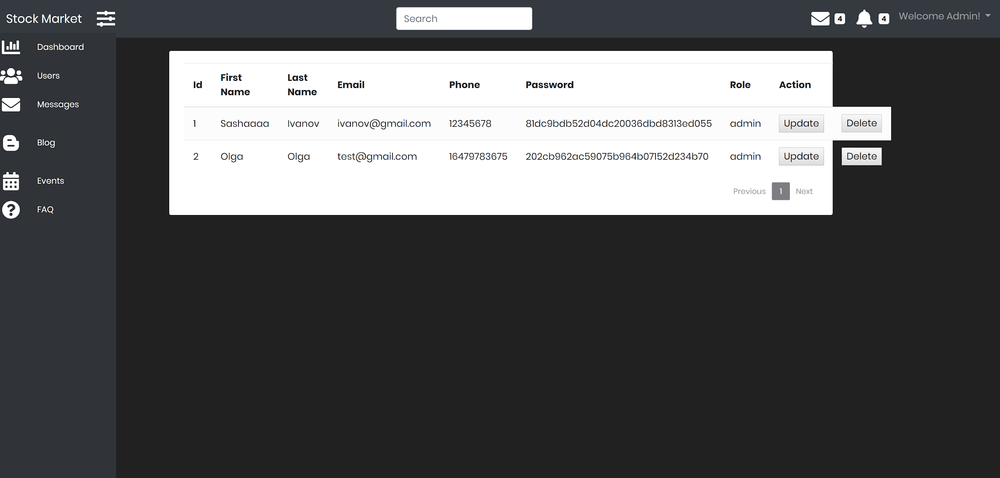 Stock Market
Search
4
4
Welcome Admin!
Dashboard
Users
Messages
Blog
Events
FAQ
Id First Name Last Name Email Phone Password Role Action
1 Sashaaaa Ivanov ivanov@gmail.com 12345678 81dc9bdb52d04dc20036dbd8313ed055 admin Update Delete
2 Olga Olga test@gmail.com 16479783675 202cb962ac59075b964b07152d234b70 admin Update Delete
Previous 1 Next